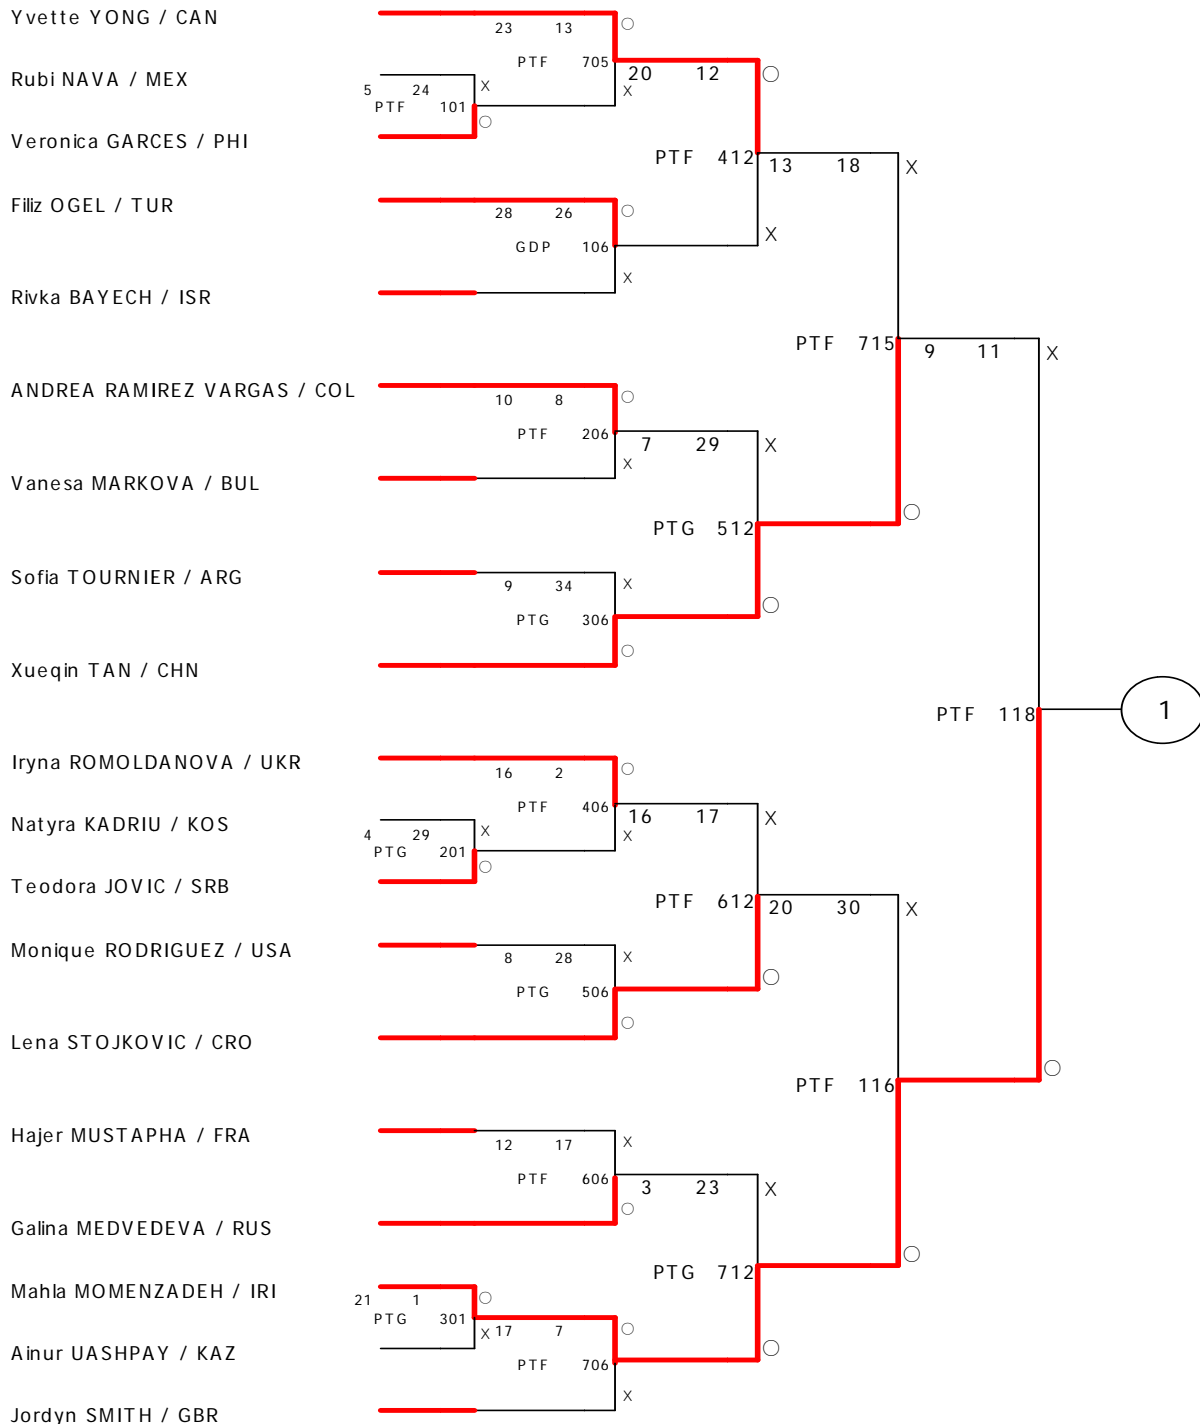 Yvette YONG / CAN
23 13
PTF 705
20 12
Rubi NAVA / MEX
5 24 X
PTF 101
X
Veronica GARCES / PHI
PTF 412
13 18 X
Filiz OGEL / TUR
28 26
GDP 106
X
X
Rivka BAYECH / ISR
PTF 715
9 11 X
ANDREA RAMIREZ VARGAS / COL
10 8
PTF 206
7 29 X
X
Vanesa MARKOVA / BUL
PTG 512
Sofia TOURNIER / ARG
9 34 X
PTG 306
Xueqin TAN / CHN
PTF 118
1
Iryna ROMOLDANOVA / UKR
16 2
PTF 406
16 17 X
Natyra KADRIU / KOS
4 29 X
PTG 201
X
Teodora JOVIC / SRB
PTF 612
20 30 X
Monique RODRIGUEZ / USA
8 28 X
PTG 506
Lena STOJKOVIC / CRO
PTF 116
Hajer MUSTAPHA / FRA
12 17 X
PTF 606
3 23 X
Galina MEDVEDEVA / RUS
PTG 712
Mahla MOMENZADEH / IRI
21 1
PTG 301
X 17 7
Ainur UASHPAY / KAZ
PTF 706
X
Jordyn SMITH / GBR